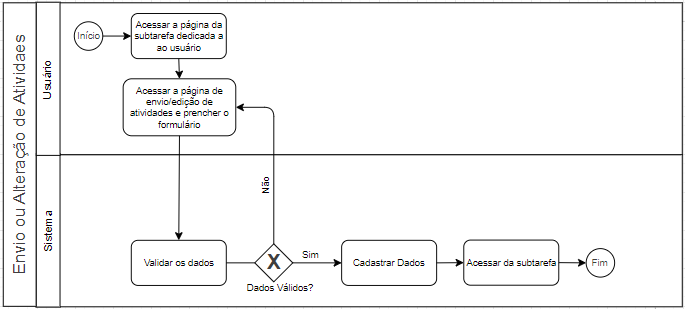 Envio ou Alteração de Atividaes
Usuário
Início
Acessar a página da
subtarefa dedicada a
ao usuário
Acessar a página de
envio/edição de
atividades e prencher o
formulário
Sistema
Validar os dados
X
Dados Válidos?
Não
Sim
Cadastrar Dados
Acessar da subtarefa
Fim